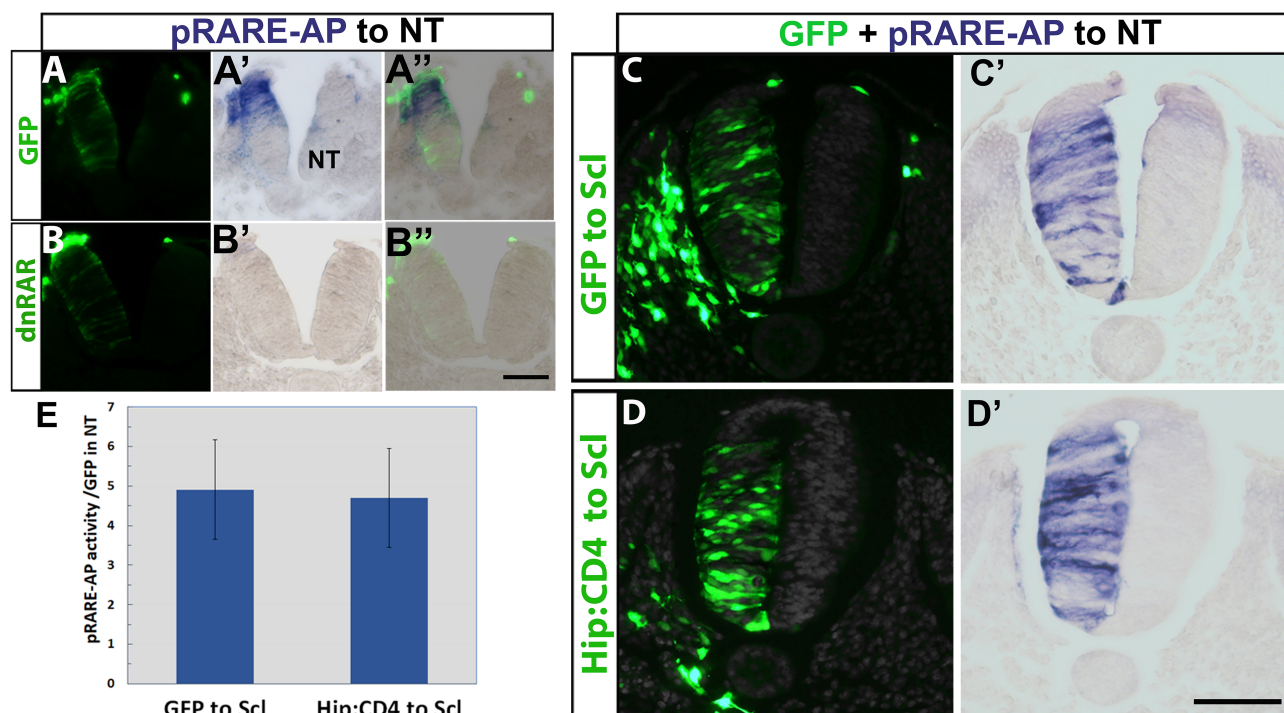 pRARE-AP to NT
GFP
A
A’
A’’
NT
dnRAR
B
B’
B’’
GFP + pRARE-AP to NT
GFP to Scl
C
C’
Hip:CD4 to Scl
D
D’
E
pRARE-AP activity /GFP in NT
7
6
5
4
3
2
1
0
GFP to Scl
Hip:CD4 to Scl